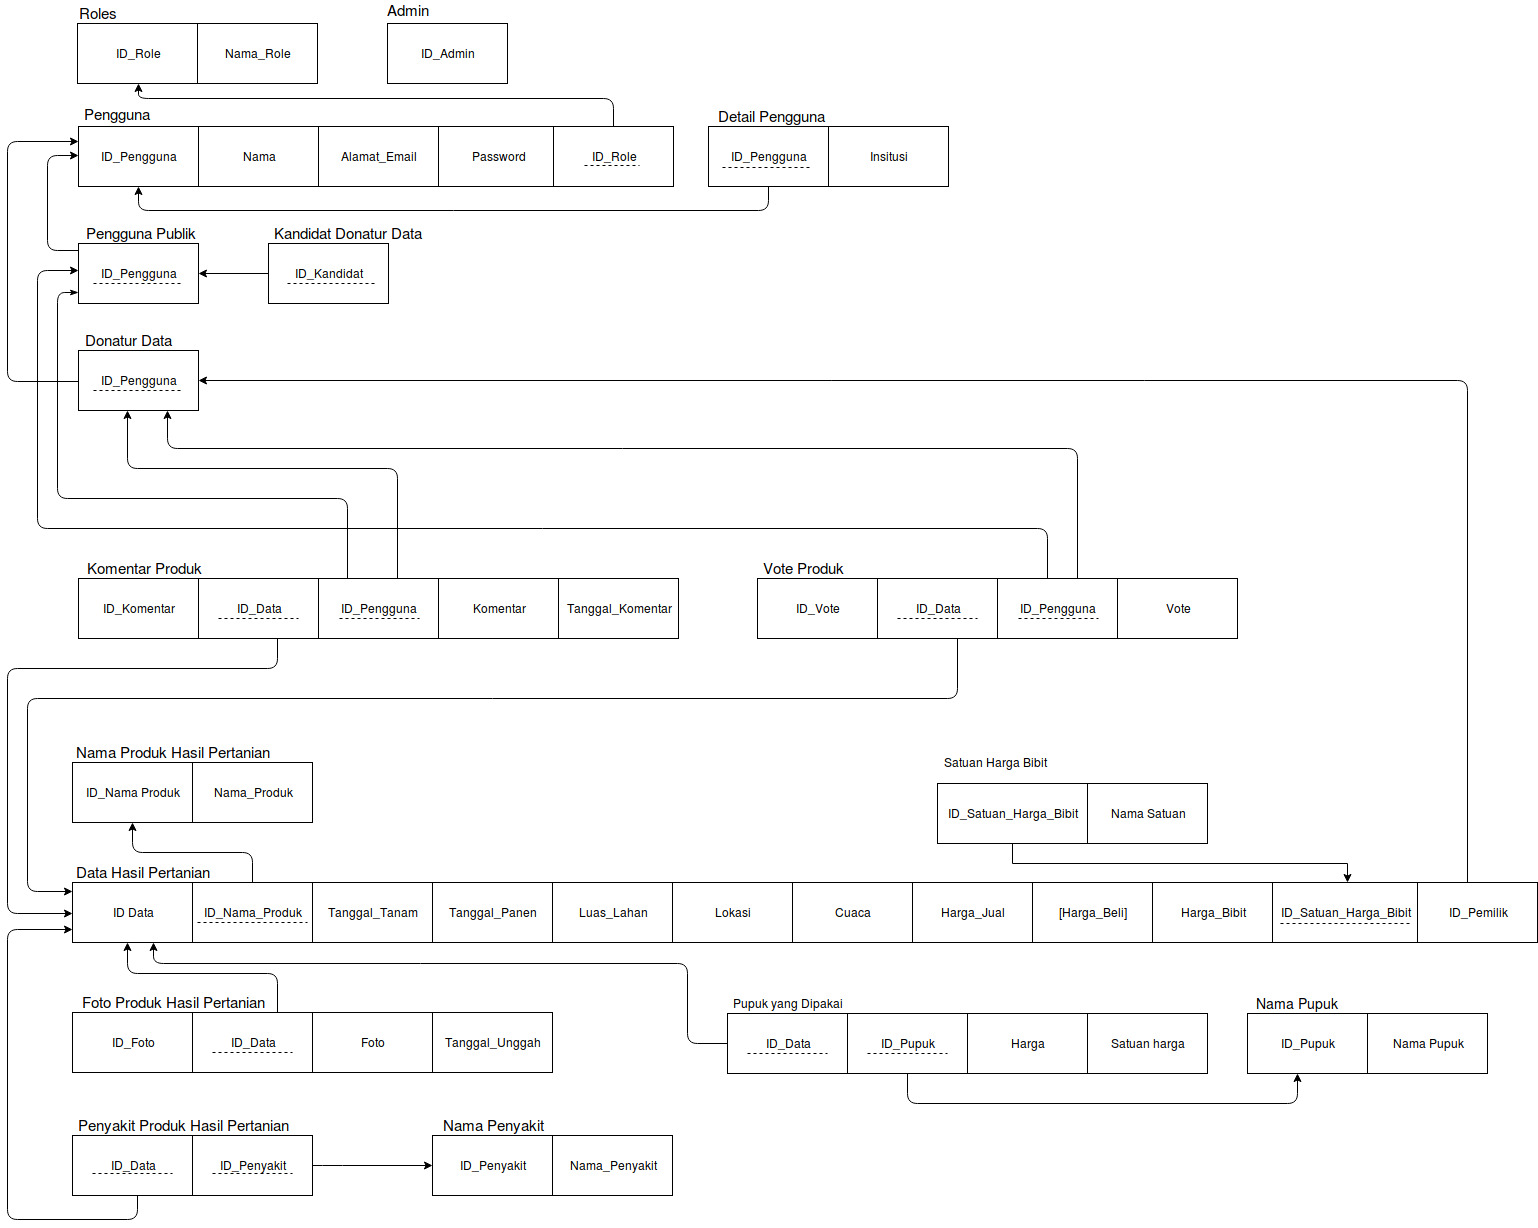 Roles
Admin
ID_Role
Nama_Role
ID_Admin
Pengguna
Detail Pengguna
ID_Pengguna
Nama
Alamat_Email
Password
ID_Role
ID_Pengguna
Insitusi
Pengguna Publik
Kandidat Donatur Data
ID_Pengguna
ID_Kandidat
Donatur Data
ID_Pengguna
Komentar Produk
Vote Produk
ID_Komentar
ID_Data
ID_Pengguna
Komentar
Tanggal_Komentar
ID_Vote
ID_Data
ID_Pengguna
Vote
Nama Produk Hasil Pertanian
Satuan Harga Bibit
ID_Nama Produk
Nama_Produk
ID_Satuan_Harga_Bibit
Nama Satuan
Data Hasil Pertanian
ID Data
ID_Nama_Produk
Tanggal_Tanam
Tanggal_Panen
Luas_Lahan
Lokasi
Cuaca
Harga_Jual
[Harga_Beli]
Harga_Bibit
ID_Satuan_Harga_Bibit
ID_Pemilik
Foto Produk Hasil Pertanian
Pupuk yang Dipakai
Nama Pupuk
ID_Foto
ID_Data
Foto
Tanggal_Unggah
ID_Data
ID_Pupuk
Harga
Satuan harga
ID_Pupuk
Nama Pupuk
Penyakit Produk Hasil Pertanian
Nama Penyakit
ID_Data
ID_Penyakit
ID_Penyakit
Nama_Penyakit